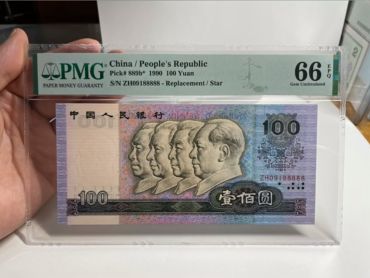 PMG
PAPER MONEY GUARANTY
China / People's Republic
Pick# 889b* 1990 100 Yuan
S/N ZH09188888 - Replacement / Star
66 EPQ
Gem Uncirculated
中国人民银行
100
ZH09188888
100
壹佰圆